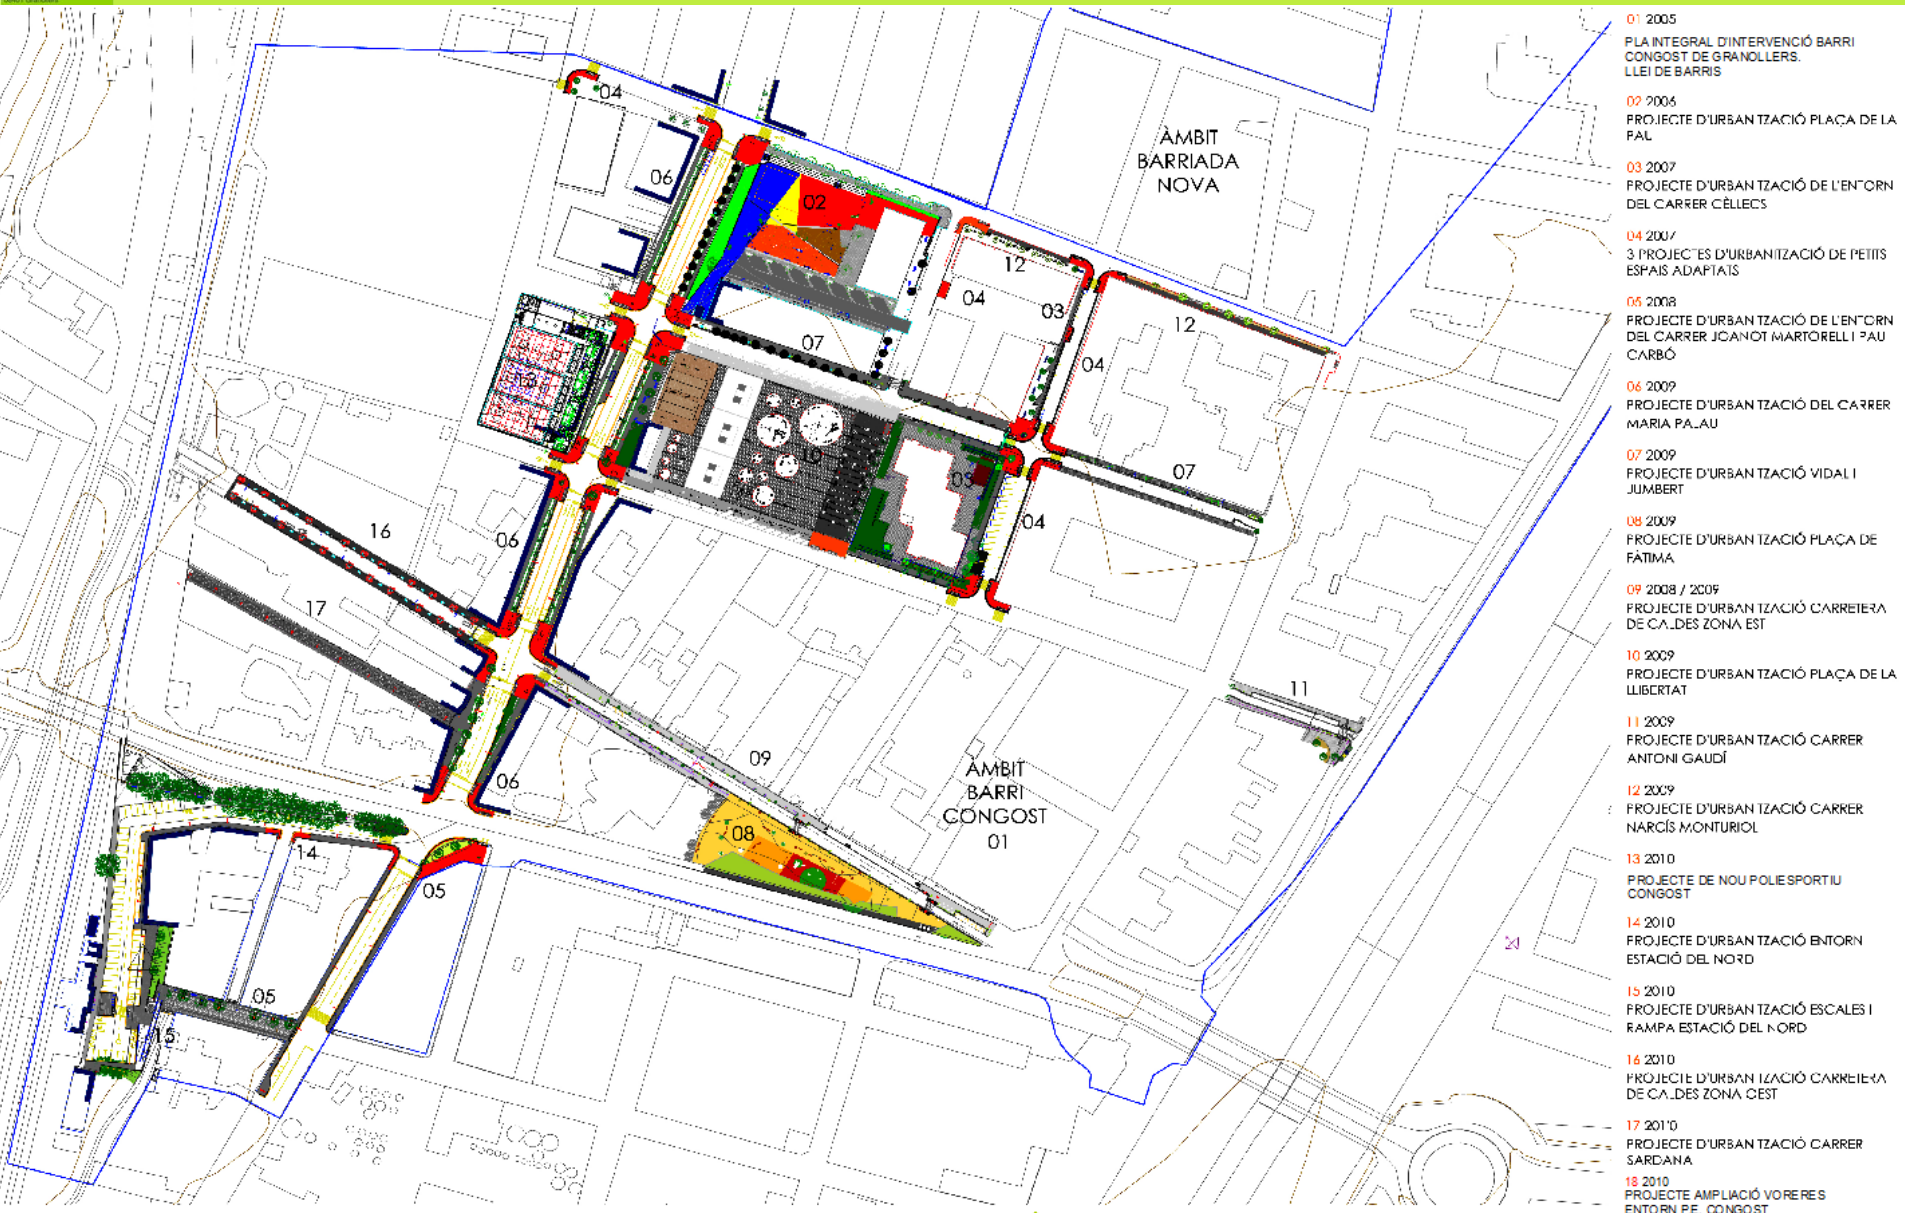 04
06
02
ÀMBIT
BARRIADA
NOVA
12
04
03
12
07
04
13
10
03
07
04
16
06
17
11
09
06
ÀMBIT
BARRI
CONGOST
01
08
14
05
05
15
01 2005
PLA INTEGRAL D'INTERVENCIÓ BARRI
CONGOST DE GRANOLLERS.
LLEI DE BARRIS
02 2006
PROJECTE D'URBANITZACIÓ PLAÇA DE LA
PAU
03 2007
PROJECTE D'URBANITZACIÓ DE L'ENTORN
DEL CARRER CÈLLECS
04 2007
3 PROJECTES D'URBANITZACIÓ DE PETITS
ESPAIS ADAPTATS
05 2008
PROJECTE D'URBANITZACIÓ DE L'ENTORN
DEL CARRER JOANOT MARTORELL I PAU
CARBÓ
06 2009
PROJECTE D'URBANITZACIÓ DEL CARRER
MARIA PALAU
07 2009
PROJECTE D'URBANITZACIÓ VIDAL I
JUMBERT
08 2009
PROJECTE D'URBANITZACIÓ PLAÇA DE
FÀTIMA
09 2008 / 2009
PROJECTE D'URBANITZACIÓ CARRETERA
DE CALDES ZONA EST
10 2009
PROJECTE D'URBANITZACIÓ PLAÇA DE LA
LLIBERTAT
11 2009
PROJECTE D'URBANITZACIÓ CARRER
ANTONI GAUDÍ
12 2009
PROJECTE D'URBANITZACIÓ CARRER
NARCÍS MONTURIOL
13 2010
PROJECTE DE NOU POLIESPORTIU
CONGOST
14 2010
PROJECTE D'URBANITZACIÓ ENTORN
ESTACIÓ DEL NORD
15 2010
PROJECTE D'URBANITZACIÓ ESCALES I
RAMPA ESTACIÓ DEL NORD
16 2010
PROJECTE D'URBANITZACIÓ CARRETERA
DE CALDES ZONA OEST
17 2010
PROJECTE D'URBANITZACIÓ CARRER
SARDANA
18 2010
PROJECTE AMPLIACIÓ VORERES
ENTORN P.E. CONGOST